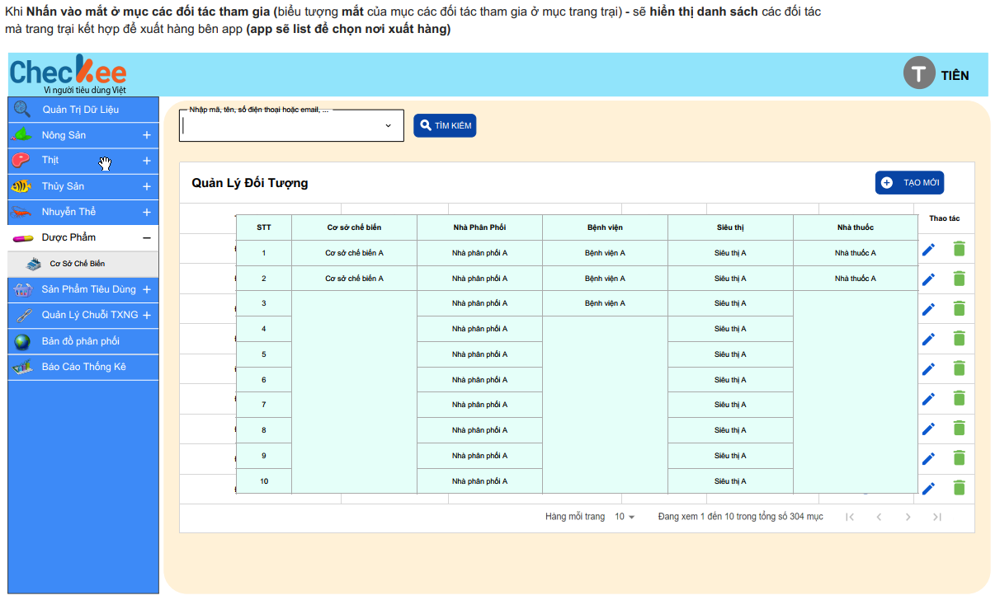 Khi Nhấn vào mắt ở mục các đối tác tham gia (biểu tượng mắt của mục các đối tác tham gia ở mục trang trại) - sẽ hiển thị danh sách các đối tác
mà trang trại kết hợp để xuất hàng bên app (app sẽ list để chọn nơi xuất hàng)
Checkee
Vì người tiêu dùng Việt
T TIÊN
Quản Trị Dữ Liệu
Nông Sản +
Thịt +
Thủy Sản +
Nhuyễn Thể +
Dược Phẩm −
Cơ Sở Chế Biến
Sản Phẩm Tiêu Dùng +
Quản Lý Chuỗi TXNG +
Bản đồ phân phối
Báo Cáo Thống Kê
Nhập mã, tên, số điện thoại hoặc email, ...
TÌM KIẾM
Quản Lý Đối Tượng
TẠO MỚI
Thao tác
STT Cơ sở chế biến Nhà Phân Phối Bệnh viện Siêu thị Nhà thuốc
1 Cơ sở chế biến A Nhà phân phối A Bệnh viện A Siêu thị A Nhà thuốc A
2 Cơ sở chế biến A Nhà phân phối A Bệnh viện A Siêu thị A Nhà thuốc A
3 Nhà phân phối A Bệnh viện A Siêu thị A
4 Nhà phân phối A Siêu thị A
5 Nhà phân phối A Siêu thị A
6 Nhà phân phối A Siêu thị A
7 Nhà phân phối A Siêu thị A
8 Nhà phân phối A Siêu thị A
9 Nhà phân phối A Siêu thị A
10 Nhà phân phối A Siêu thị A
Hàng mỗi trang 10 Đang xem 1 đến 10 trong tổng số 304 mục